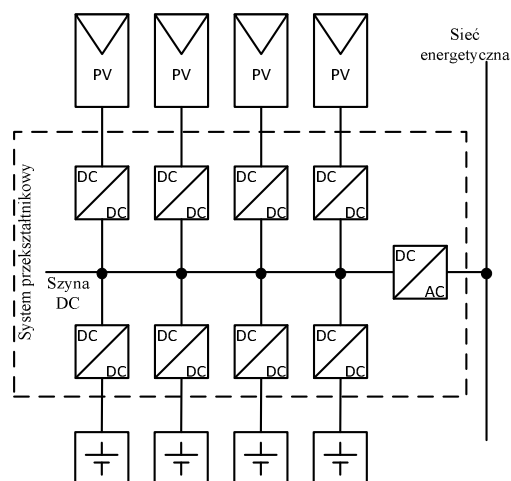 Sieć
energetyczna
PV PV PV PV
System przekształtnikowy
DC DC DC DC
DC DC DC DC
DC
AC
Szyna
DC
DC DC DC DC
DC DC DC DC